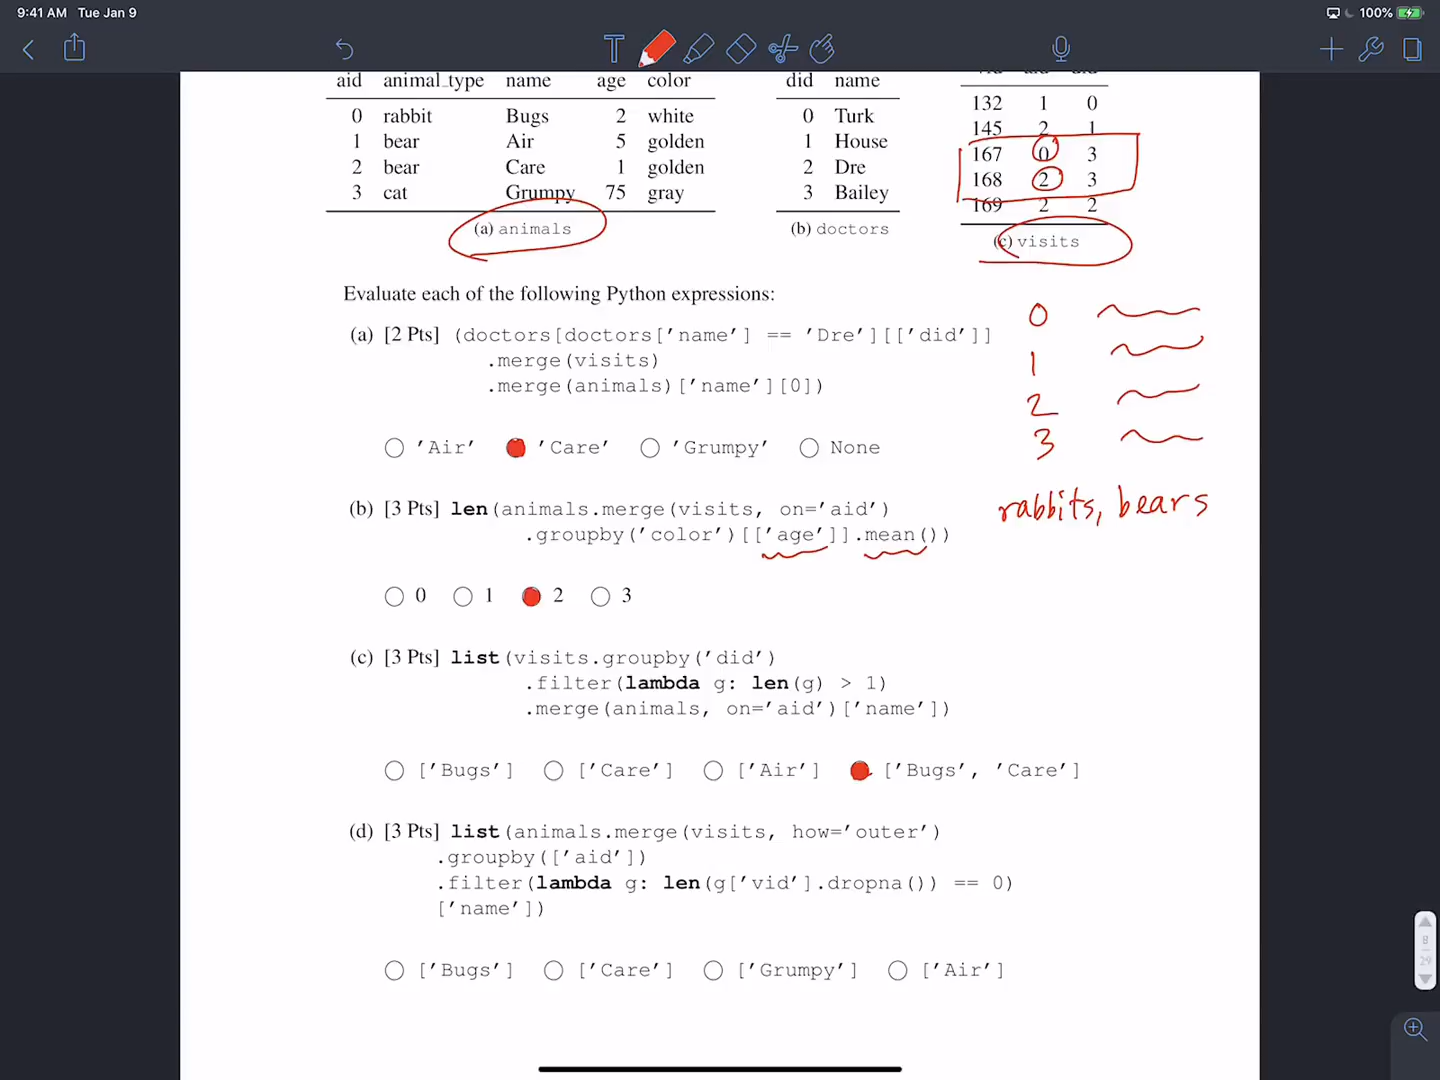 9:41 AM Tue Jan 9
100%
T
aid animal_type name age color
0 rabbit Bugs 2 white
1 bear Air 5 golden
2 bear Care 1 golden
3 cat Grumpy 75 gray
(a) animals
did name
0 Turk
1 House
2 Dre
3 Bailey
(b) doctors
vid aid did
132 1 0
145 2 1
167 0 3
168 2 3
169 2 2
(c) visits
Evaluate each of the following Python expressions:
(a) [2 Pts] (doctors[doctors['name'] == 'Dre'][['did']]
.merge(visits)
.merge(animals)['name'][0])
'Air' 'Care' 'Grumpy' None
0
1
2
3
(b) [3 Pts] len(animals.merge(visits, on='aid')
.groupby('color')[['age']].mean())
rabbits, bears
0 1 2 3
(c) [3 Pts] list(visits.groupby('did')
.filter(lambda g: len(g) > 1)
.merge(animals, on='aid')['name'])
['Bugs'] ['Care'] ['Air'] ['Bugs', 'Care']
(d) [3 Pts] list(animals.merge(visits, how='outer')
.groupby(['aid'])
.filter(lambda g: len(g['vid'].dropna()) == 0)
['name'])
['Bugs'] ['Care'] ['Grumpy'] ['Air']
8
29